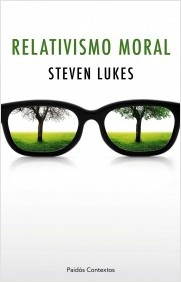 RELATIVISMO MORAL
STEVEN LUKES
Paidós Contextos